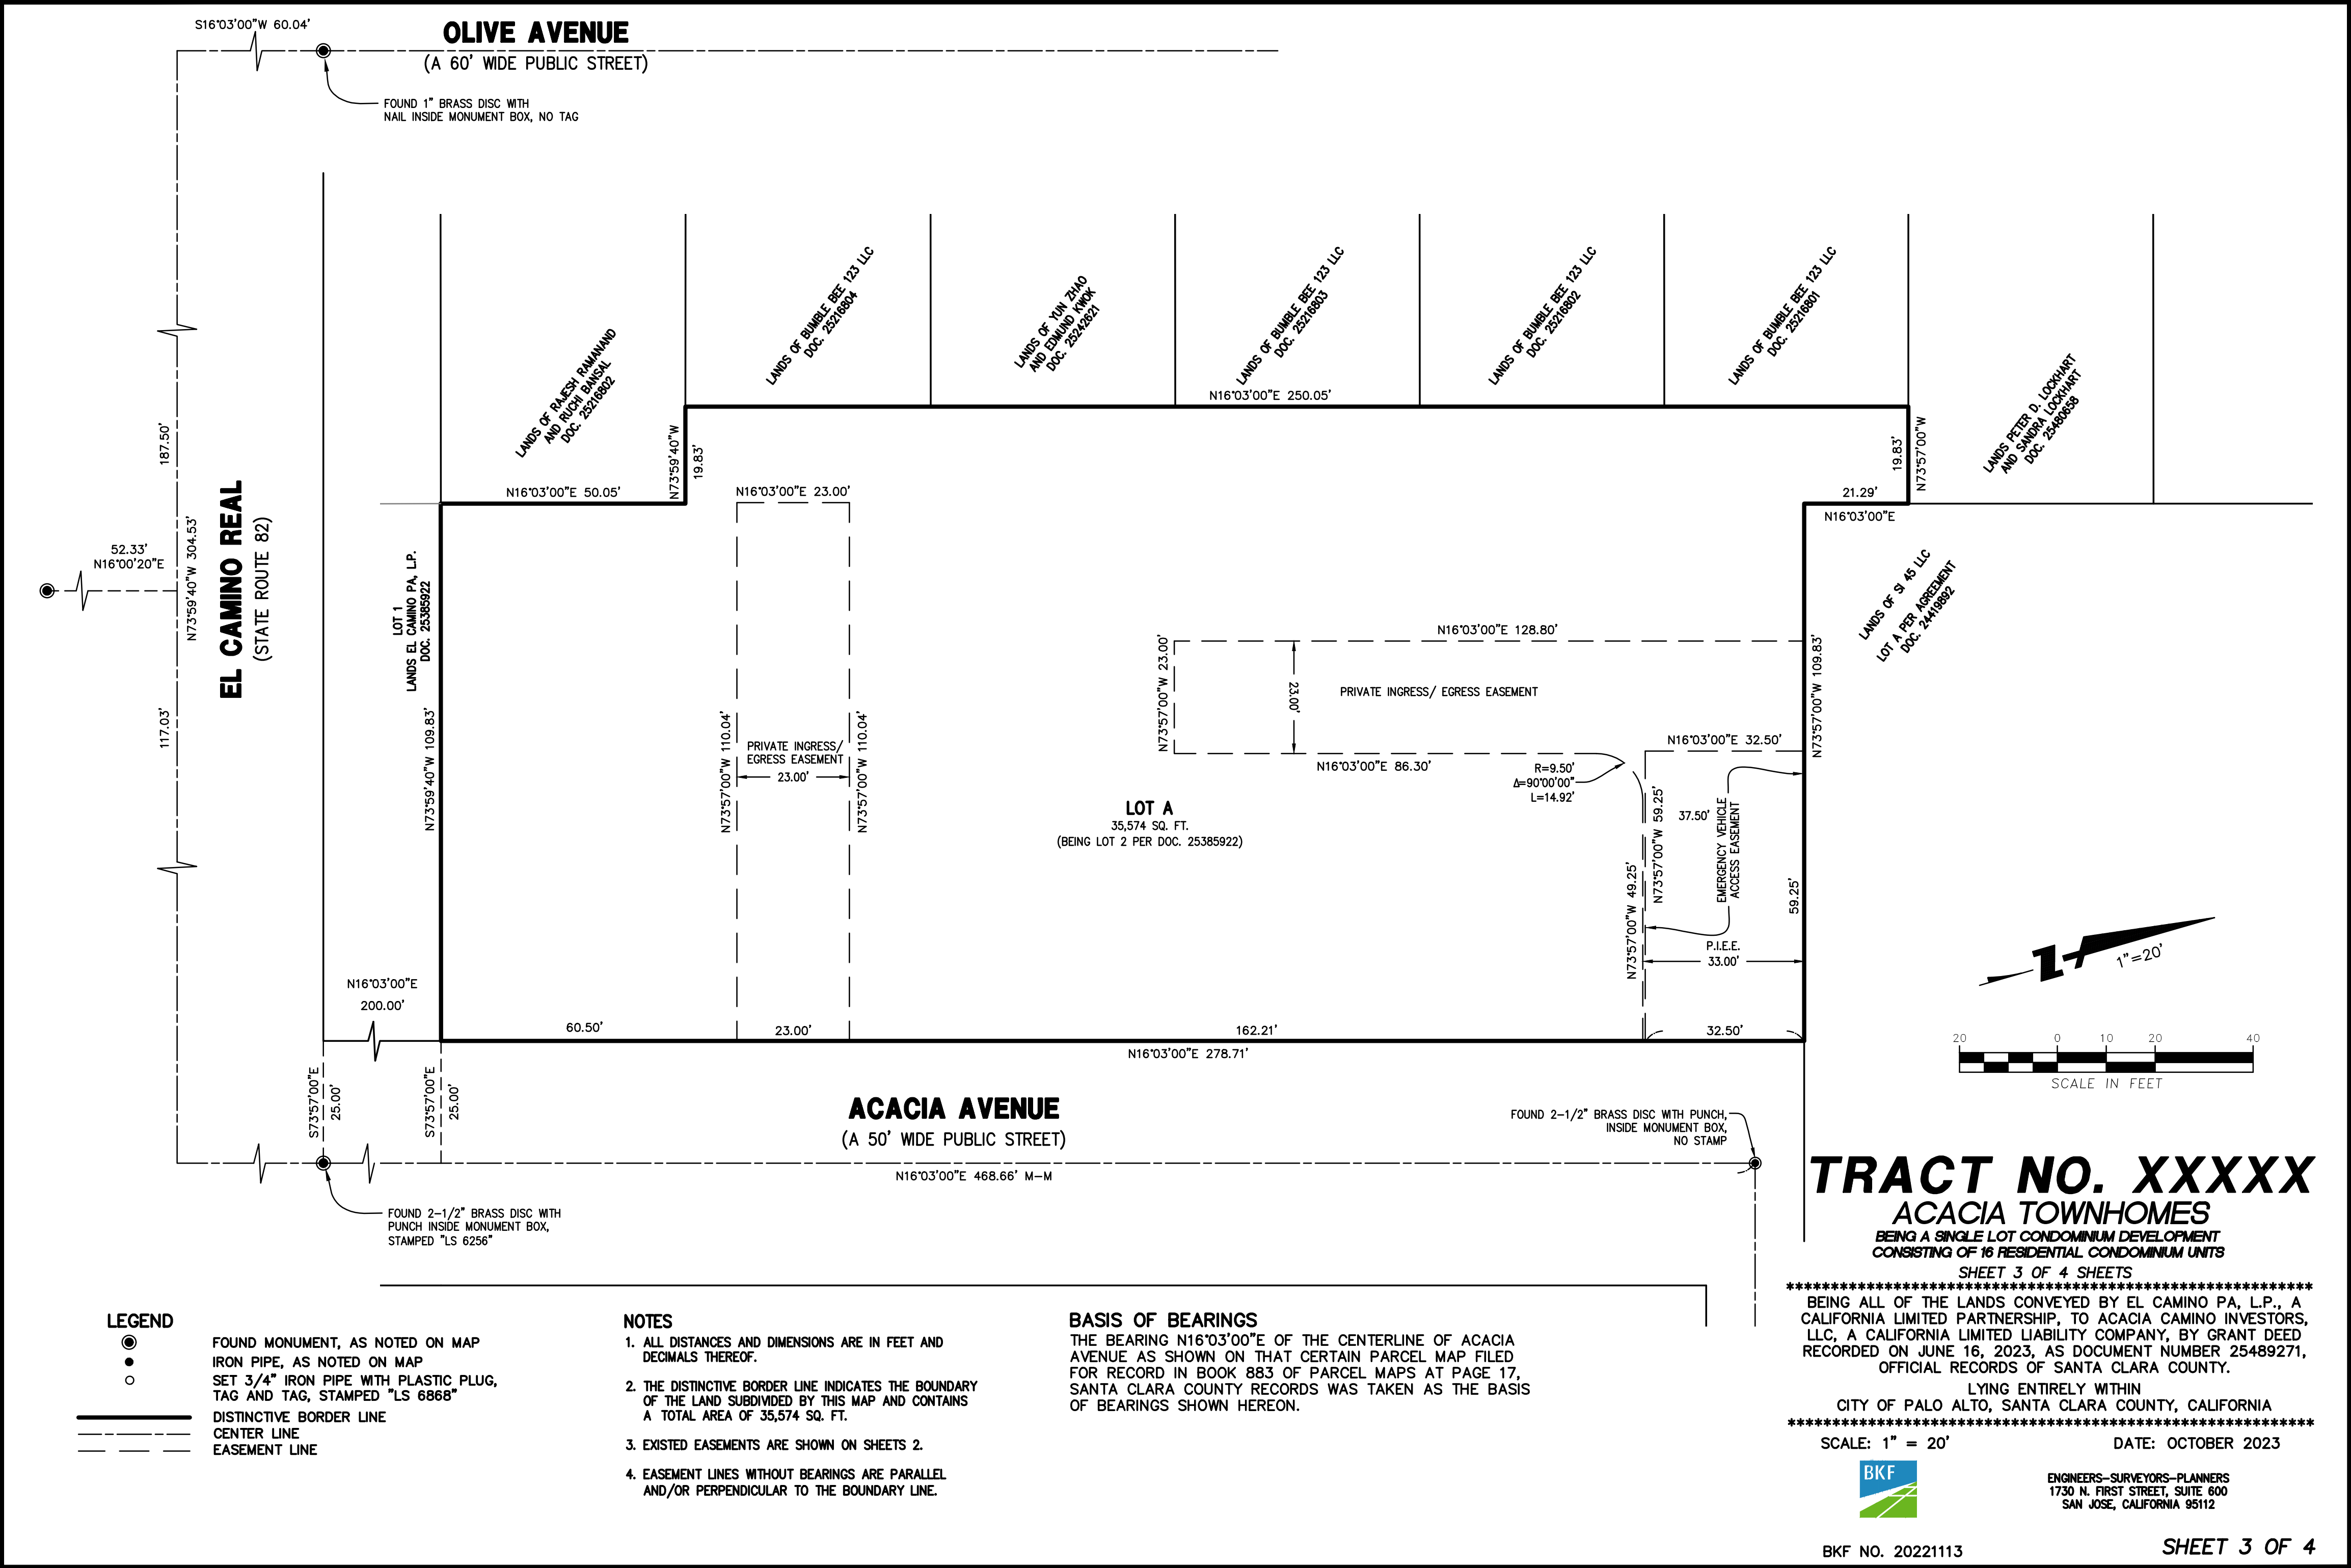 S16°03'00"W 60.04'
OLIVE AVENUE
(A 60' WIDE PUBLIC STREET)
FOUND 1" BRASS DISC WITH
NAIL INSIDE MONUMENT BOX, NO TAG
187.50'
N73°59'40"W 304.53'
117.03'
52.33'
N16°00'20"E
EL CAMINO REAL
(STATE ROUTE 82)
LANDS OF RAJESH RAMANAND
AND RUCHI BANSAL
DOC. 25216802
LANDS OF BUMBLE BEE 123 LLC
DOC. 25216804
LANDS OF YUN ZHAO
AND EDMUND KWOK
DOC. 25242621
LANDS OF BUMBLE BEE 123 LLC
DOC. 25216803
LANDS OF BUMBLE BEE 123 LLC
DOC. 25216802
LANDS OF BUMBLE BEE 123 LLC
DOC. 25216801
LANDS PETER D. LOCKHART
AND SANDRA LOCKHART
DOC. 25480658
N16°03'00"E 250.05'
N73°59'40"W
19.83'
19.83'
N73°57'00"W
N16°03'00"E 50.05'
N16°03'00"E 23.00'
21.29'
N16°03'00"E
LOT 1
LANDS EL CAMINO PA, L.P.
DOC. 25385922
N73°59'40"W 109.83'
LANDS OF SI 45 LLC
LOT A PER AGREEMENT
DOC. 24419892
N16°03'00"E 128.80'
N73°57'00"W 23.00'
23.00'
PRIVATE INGRESS/ EGRESS EASEMENT
N73°57'00"W 109.83'
N73°57'00"W 110.04'
PRIVATE INGRESS/
EGRESS EASEMENT
23.00'
N73°57'00"W 110.04'
N16°03'00"E 86.30'
R=9.50'
Δ=90°00'00"
L=14.92'
N16°03'00"E 32.50'
N73°57'00"W 59.25'
37.50'
EMERGENCY VEHICLE
ACCESS EASEMENT
59.25'
N73°57'00"W 49.25'
P.I.E.E.
33.00'
LOT A
35,574 SQ. FT.
(BEING LOT 2 PER DOC. 25385922)
Z
1"=20'
N16°03'00"E
200.00'
60.50'
23.00'
162.21'
32.50'
N16°03'00"E 278.71'
S73°57'00"E
25.00'
S73°57'00"E
25.00'
20 0 10 20 40
SCALE IN FEET
ACACIA AVENUE
(A 50' WIDE PUBLIC STREET)
FOUND 2-1/2" BRASS DISC WITH PUNCH,
INSIDE MONUMENT BOX,
NO STAMP
N16°03'00"E 468.66' M-M
FOUND 2-1/2" BRASS DISC WITH
PUNCH INSIDE MONUMENT BOX,
STAMPED "LS 6256"
LEGEND
FOUND MONUMENT, AS NOTED ON MAP
IRON PIPE, AS NOTED ON MAP
SET 3/4" IRON PIPE WITH PLASTIC PLUG,
TAG AND TAG, STAMPED "LS 6868"
DISTINCTIVE BORDER LINE
CENTER LINE
EASEMENT LINE
NOTES
1. ALL DISTANCES AND DIMENSIONS ARE IN FEET AND
DECIMALS THEREOF.
2. THE DISTINCTIVE BORDER LINE INDICATES THE BOUNDARY
OF THE LAND SUBDIVIDED BY THIS MAP AND CONTAINS
A TOTAL AREA OF 35,574 SQ. FT.
3. EXISTED EASEMENTS ARE SHOWN ON SHEETS 2.
4. EASEMENT LINES WITHOUT BEARINGS ARE PARALLEL
AND/OR PERPENDICULAR TO THE BOUNDARY LINE.
BASIS OF BEARINGS
THE BEARING N16°03'00"E OF THE CENTERLINE OF ACACIA
AVENUE AS SHOWN ON THAT CERTAIN PARCEL MAP FILED
FOR RECORD IN BOOK 883 OF PARCEL MAPS AT PAGE 17,
SANTA CLARA COUNTY RECORDS WAS TAKEN AS THE BASIS
OF BEARINGS SHOWN HEREON.
TRACT NO. XXXXX
ACACIA TOWNHOMES
BEING A SINGLE LOT CONDOMINIUM DEVELOPMENT
CONSISTING OF 16 RESIDENTIAL CONDOMINIUM UNITS
SHEET 3 OF 4 SHEETS
BEING ALL OF THE LANDS CONVEYED BY EL CAMINO PA, L.P., A
CALIFORNIA LIMITED PARTNERSHIP, TO ACACIA CAMINO INVESTORS,
LLC, A CALIFORNIA LIMITED LIABILITY COMPANY, BY GRANT DEED
RECORDED ON JUNE 16, 2023, AS DOCUMENT NUMBER 25489271,
OFFICIAL RECORDS OF SANTA CLARA COUNTY.
LYING ENTIRELY WITHIN
CITY OF PALO ALTO, SANTA CLARA COUNTY, CALIFORNIA
SCALE: 1" = 20'
DATE: OCTOBER 2023
BKF
ENGINEERS-SURVEYORS-PLANNERS
1730 N. FIRST STREET, SUITE 600
SAN JOSE, CALIFORNIA 95112
BKF NO. 20221113
SHEET 3 OF 4